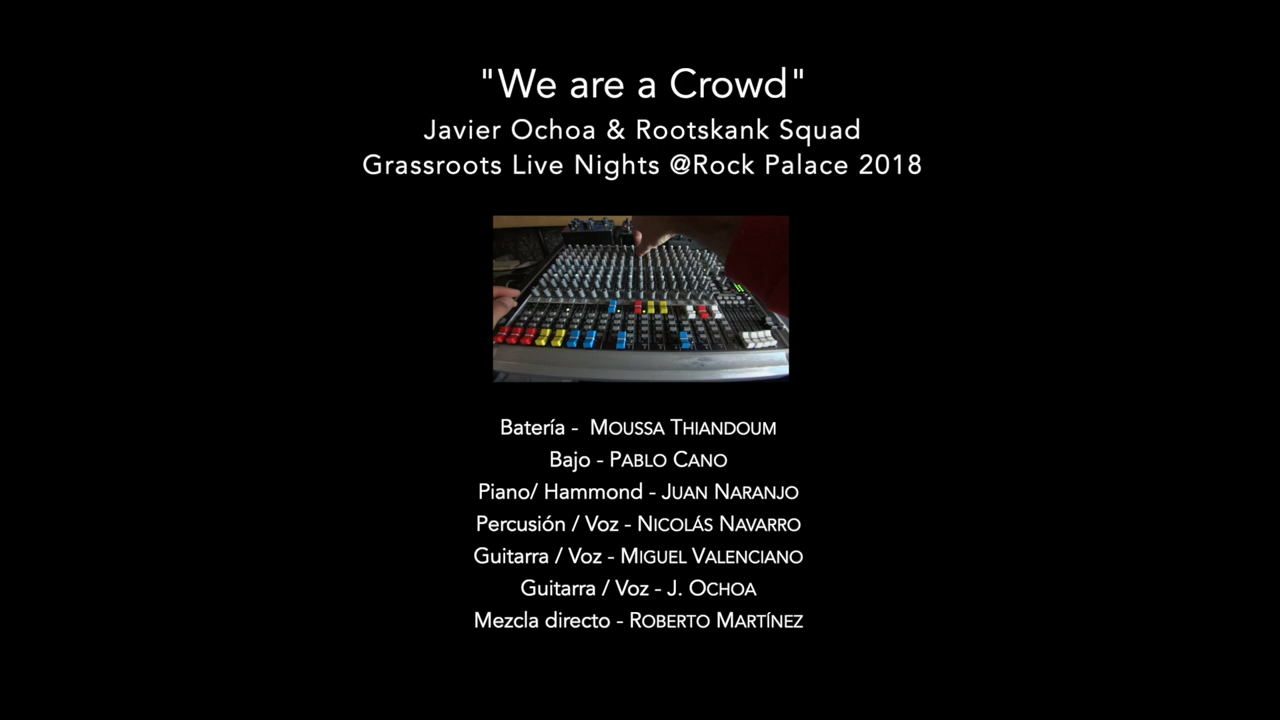 "We are a Crowd"
Javier Ochoa & Rootskank Squad
Grassroots Live Nights @Rock Palace 2018
Batería - MOUSSA THIANDOUM
Bajo - PABLO CANO
Piano/ Hammond - JUAN NARANJO
Percusión / Voz - NICOLÁS NAVARRO
Guitarra / Voz - MIGUEL VALENCIANO
Guitarra / Voz - J. OCHOA
Mezcla directo - ROBERTO MARTÍNEZ